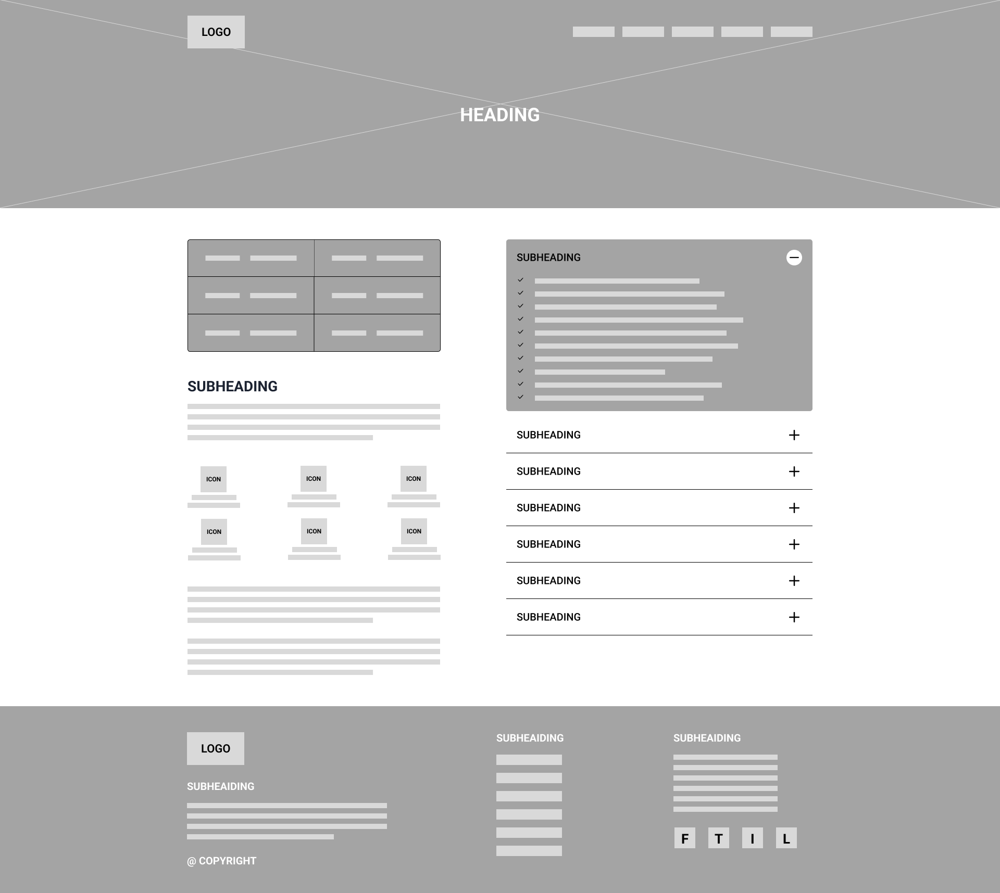 LOGO
HEADING
SUBHEADING
ICON ICON ICON
ICON ICON ICON
SUBHEADING
SUBHEADING
SUBHEADING
SUBHEADING
SUBHEADING
SUBHEADING
SUBHEADING
LOGO
SUBHEAIDING
@ COPYRIGHT
SUBHEAIDING
SUBHEAIDING
F T I L